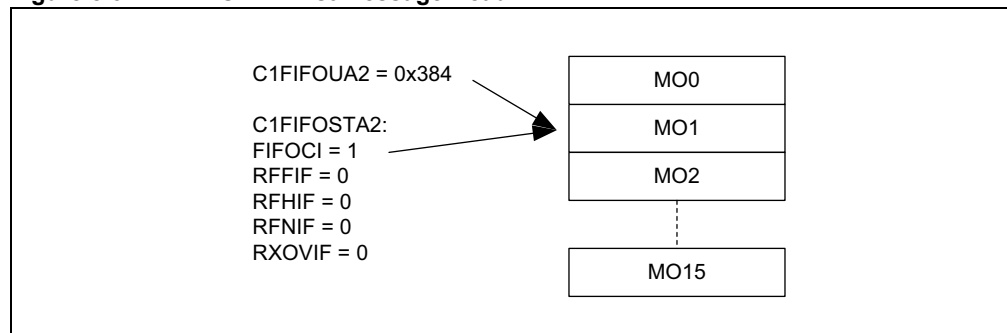 C1FIFOUA2 = 0x384
C1FIFOSTA2:
FIFOCI = 1
RFFIF = 0
RFHIF = 0
RFNIF = 0
RXOVIF = 0
MO0
MO1
MO2
MO15